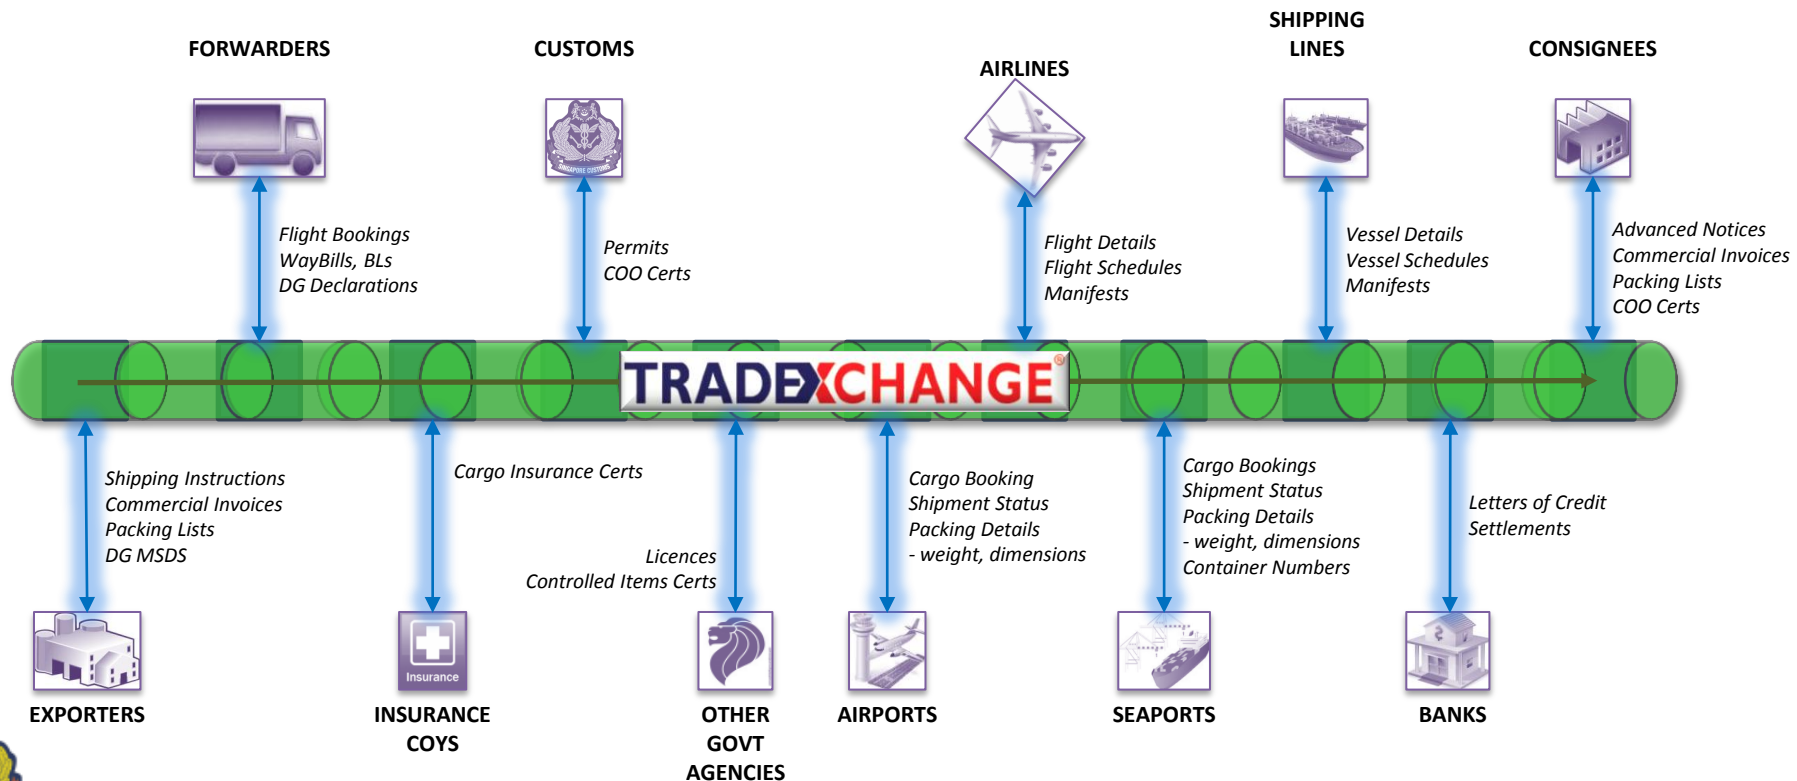 FORWARDERS
CUSTOMS
AIRLINES
SHIPPING
LINES
CONSIGNEES
SINGAPORE CUSTOMS
Flight Bookings
WayBills, BLs
DG Declarations
Permits
COO Certs
Flight Details
Flight Schedules
Manifests
Vessel Details
Vessel Schedules
Manifests
Advanced Notices
Commercial Invoices
Packing Lists
COO Certs
TRADEXCHANGE®
Shipping Instructions
Commercial Invoices
Packing Lists
DG MSDS
Cargo Insurance Certs
Licences
Controlled Items Certs
Cargo Booking
Shipment Status
Packing Details
- weight, dimensions
Cargo Bookings
Shipment Status
Packing Details
- weight, dimensions
Container Numbers
Letters of Credit
Settlements
Insurance
$
EXPORTERS
INSURANCE
COYS
OTHER
GOVT
AGENCIES
AIRPORTS
SEAPORTS
BANKS